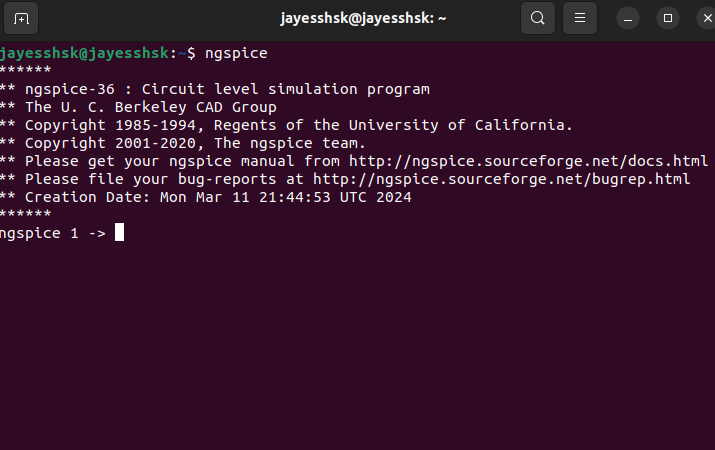 jayesshsk@jayesshsk: ~
jayesshsk@jayesshsk:~$ ngspice
******
** ngspice-36 : Circuit level simulation program
** The U. C. Berkeley CAD Group
** Copyright 1985-1994, Regents of the University of California.
** Copyright 2001-2020, The ngspice team.
** Please get your ngspice manual from http://ngspice.sourceforge.net/docs.html
** Please file your bug-reports at http://ngspice.sourceforge.net/bugrep.html
** Creation Date: Mon Mar 11 21:44:53 UTC 2024
******
ngspice 1 ->